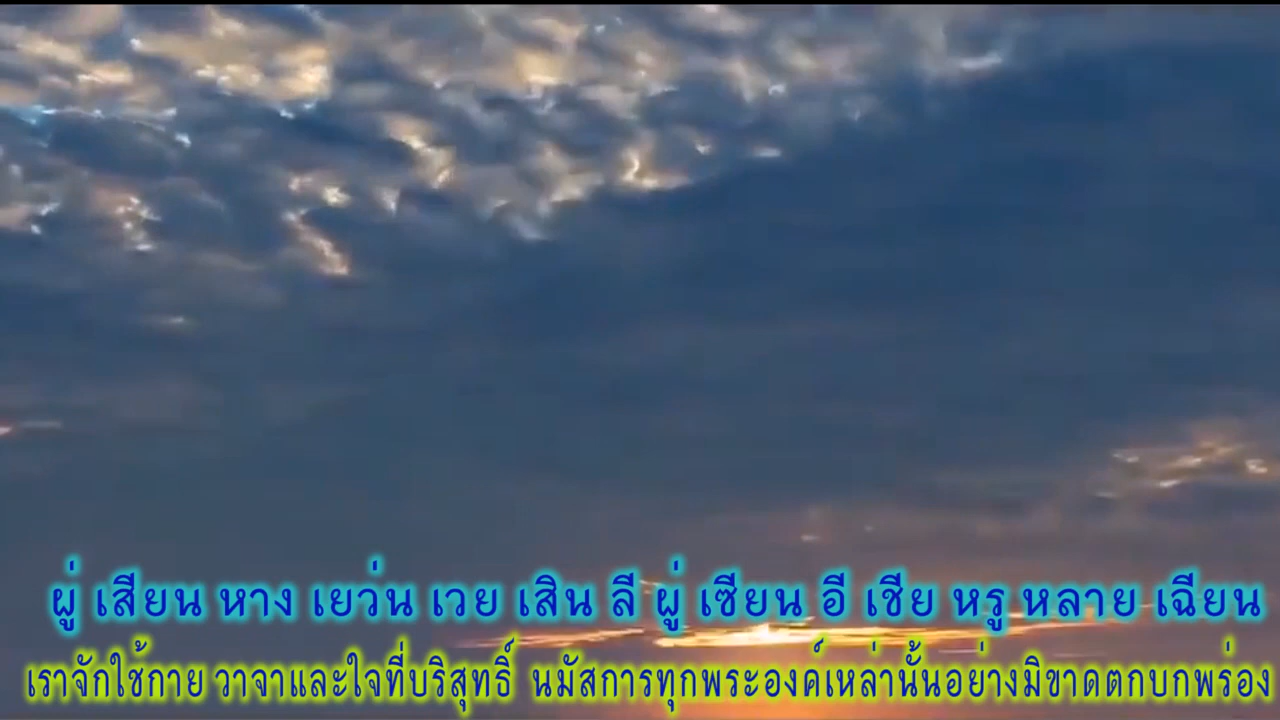 ผู่ เสียน หาง เยว่น เวย เสิน ลี ผู่ เซียน อี เชีย หรู หลาย เฉียน
เราจักใช้กาย วาจาและใจที่บริสุทธิ์ นมัสการทุกพระองค์เหล่านั้นอย่างมิขาดตกบกพร่อง